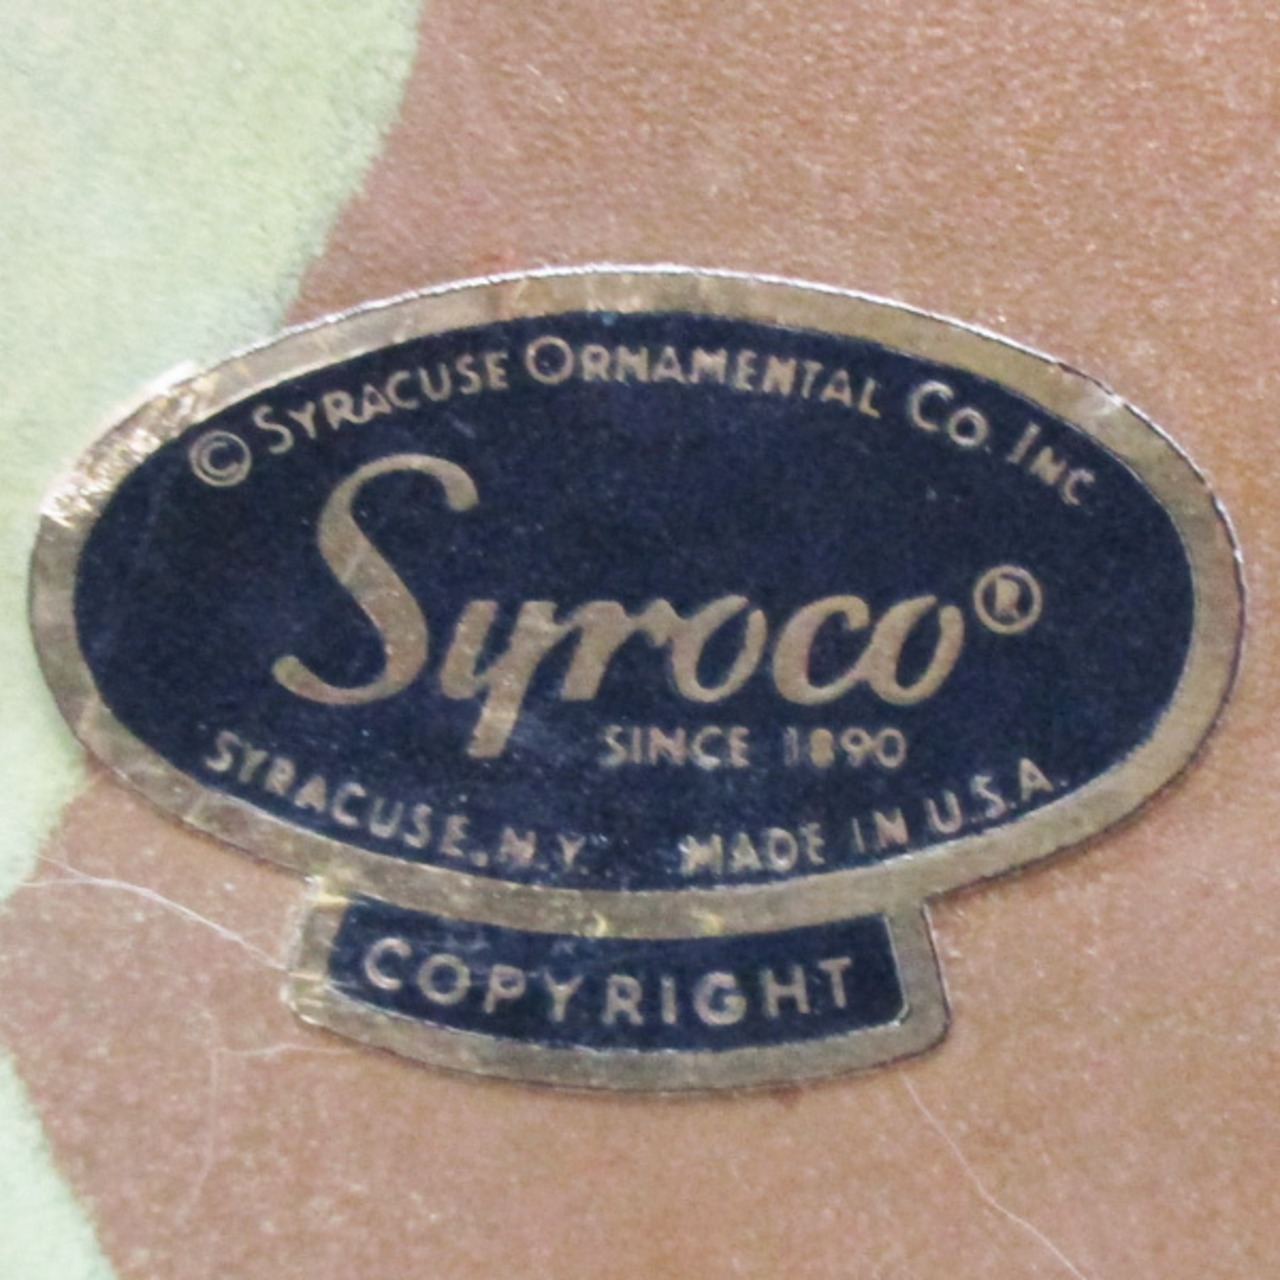 © SYRACUSE ORNAMENTAL CO. INC
Syroco®
SINCE 1890
SYRACUSE, N.Y. MADE IN U.S.A.
COPYRIGHT